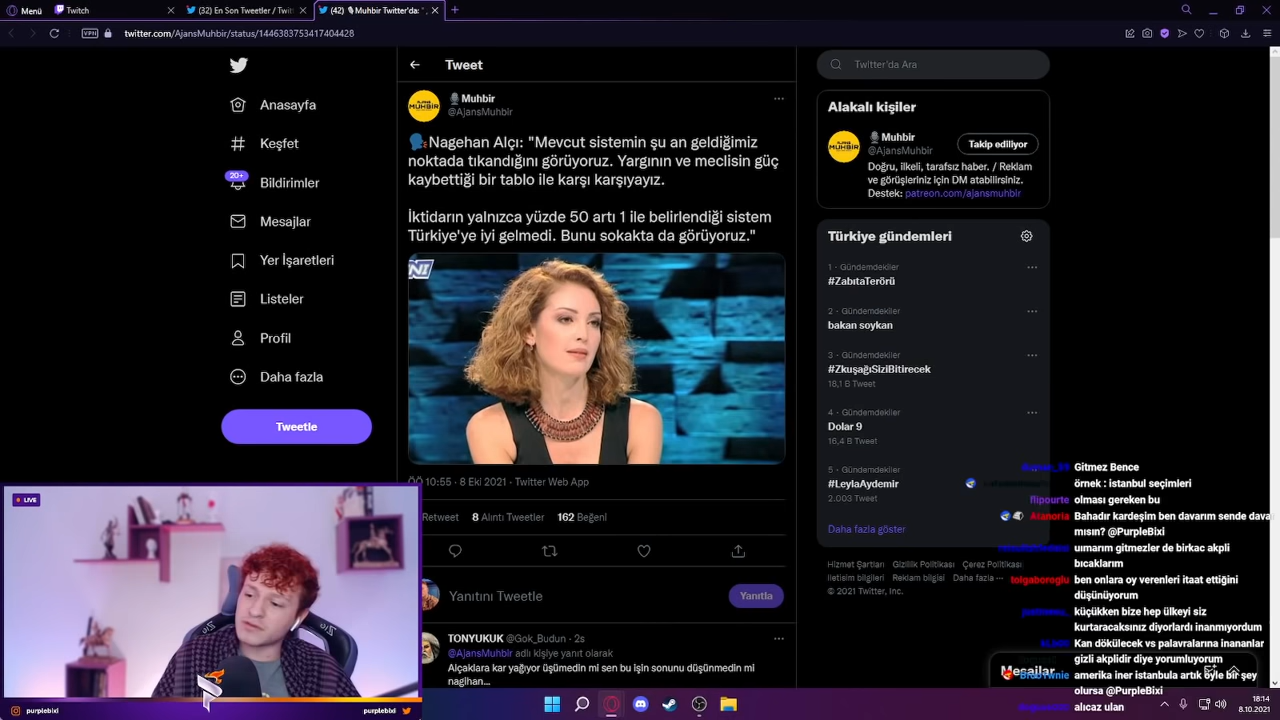 Menü
Twitch
(32) En Son Tweetler / Twitt
(42) Muhbir Twitter'da: "
VPN
twitter.com/AjansMuhbir/status/1446383753417404428
Anasayfa
Keşfet
20+
Bildirimler
Mesajlar
Yer İşaretleri
Listeler
Profil
Daha fazla
Tweetle
Tweet
Muhbir
@AjansMuhbir
Nagehan Alçı: "Mevcut sistemin şu an geldiğimiz
noktada tıkandığını görüyoruz. Yargının ve meclisin güç
kaybettiği bir tablo ile karşı karşıyayız.
İktidarın yalnızca yüzde 50 artı 1 ile belirlendiği sistem
Türkiye'ye iyi gelmedi. Bunu sokakta da görüyoruz."
ÖÖ 10:55 · 8 Eki 2021 · Twitter Web App
Retweet 8 Alıntı Tweetler 162 Beğeni
Yanıtını Tweetle
Yanıtla
TONYUKUK @Gok_Budun · 2s
@AjansMuhbir adlı kişiye yanıt olarak
Alçaklara kar yağıyor üşümedin mi sen bu işin sonunu düşünmedin mi
nagihan...
Twitter'da Ara
Alakalı kişiler
Muhbir
@AjansMuhbir
Takip ediliyor
Doğru, ilkeli, tarafsız haber. / Reklam
ve görüşleriniz için DM atabilirsiniz.
Destek: patreon.com/ajansmuhbir
Türkiye gündemleri
1 · Gündemdekiler
#ZabıtaTerörü
2 · Gündemdekiler
bakan soykan
3 · Gündemdekiler
#ZkuşağıSiziBitirecek
18,1 B Tweet
4 · Gündemdekiler
Dolar 9
16,4 B Tweet
5 · Gündemdekiler
#LeylaAydemir
2.003 Tweet
Daha fazla göster
Hizmet Şartları Gizlilik Politikası Çerez Politikası
İletişim bilgileri Reklam bilgisi Daha fazla ···
© 2021 Twitter, Inc.
Mesajlar
Gitmez Bence
örnek : istanbul seçimleri
flipourte olması gereken bu
Alanorla Bahadır kardeşim ben davarım sende dava
mısın? @PurpleBixi
umarım gitmezler de birkac akpli
bıcaklarım
tolgaboroglu ben onlara oy verenleri itaat ettiğini
düşünüyorum
küçükken bize hep ülkeyi siz
kurtaracaksınız diyorlardı inanmıyordum
Kan dökülecek vs palavralarına inananlar
gizli akplidir diye yorumluyorum
amerika iner istanbula artık öyle bir şey
olursa @PurpleBixi
alıcaz ulan
LIVE
purplebixi
purplebixi
18:14
8.10.2021